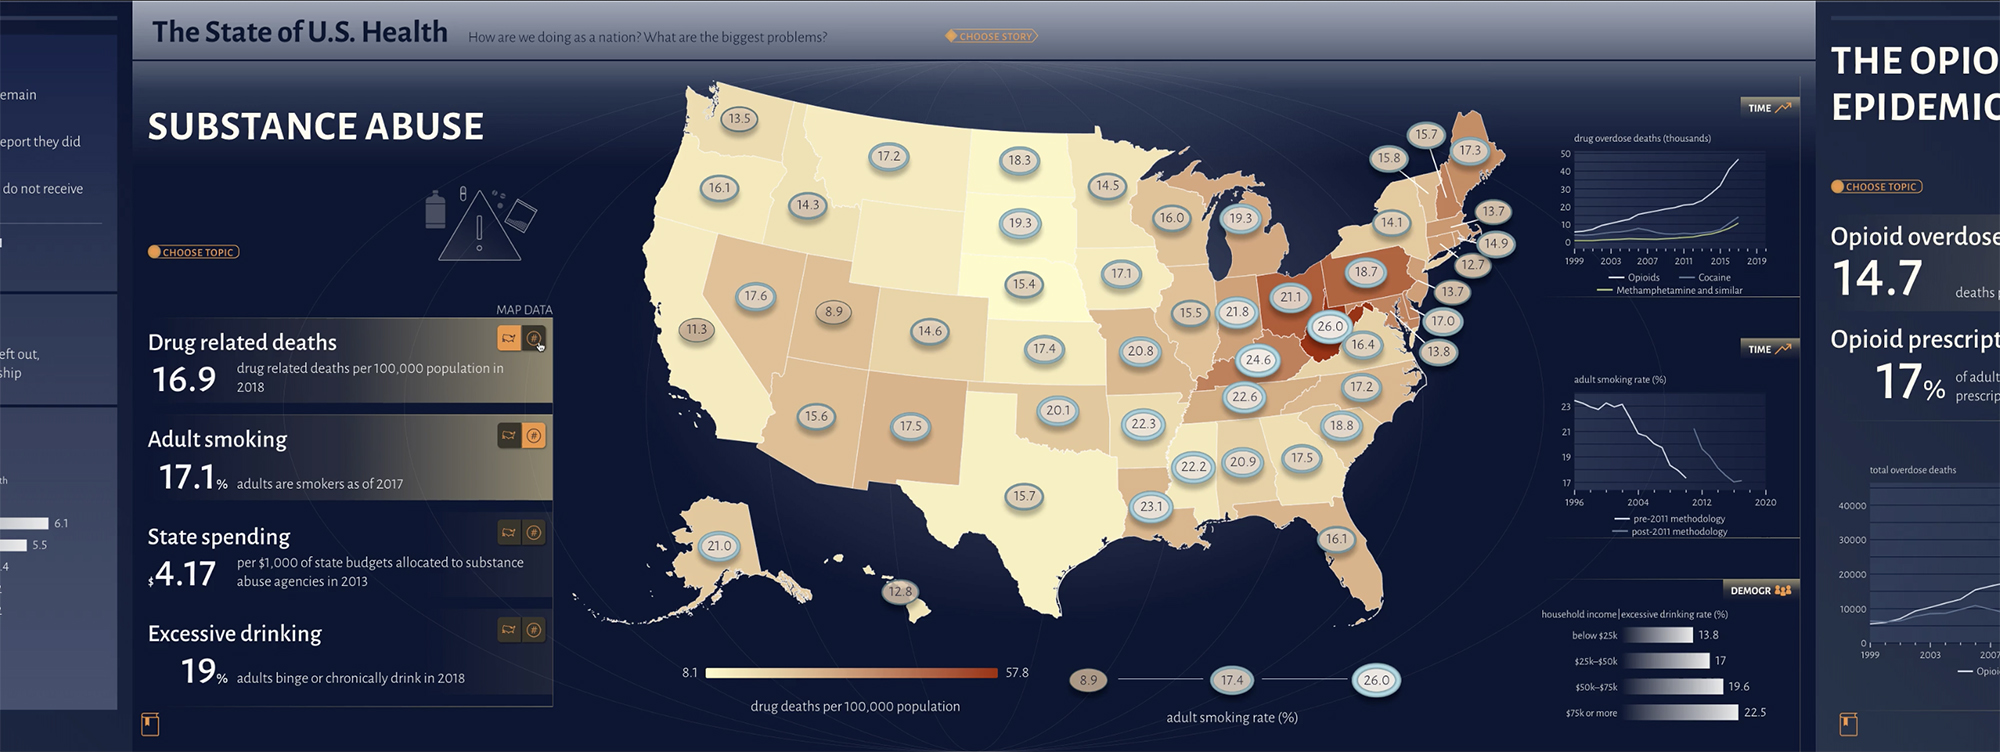 emain
eport they did
do not receive
eft out,
ship
6.1
5.5
.4
The State of U.S. Health
How are we doing as a nation? What are the biggest problems?
CHOOSE STORY
SUBSTANCE ABUSE
CHOOSE TOPIC
MAP DATA
Drug related deaths
16.9
drug related deaths per 100,000 population in
2018
Adult smoking
17.1%
adults are smokers as of 2017
State spending
$4.17
per $1,000 of state budgets allocated to substance
abuse agencies in 2013
Excessive drinking
19%
adults binge or chronically drink in 2018
13.5
17.2
18.3
14.5
15.7
15.8
17.3
16.1
14.3
19.3
16.0
19.3
14.1
13.7
14.9
12.7
17.6
8.9
15.4
17.1
18.7
13.7
11.3
14.6
17.4
15.5
21.8
21.1
26.0
17.0
16.4
13.8
20.8
24.6
15.6
17.5
20.1
22.3
22.6
17.2
18.8
15.7
22.2
20.9
17.5
23.1
16.1
21.0
12.8
8.1
57.8
drug deaths per 100,000 population
8.9
17.4
26.0
adult smoking rate (%)
TIME
drug overdose deaths (thousands)
50
40
30
20
10
0
1999 2003 2007 2011 2015 2019
Opioids
Cocaine
Methamphetamine and similar
TIME
adult smoking rate (%)
23
21
19
17
1996 2004 2012 2020
pre-2011 methodology
post-2011 methodology
DEMOGR
household income|excessive drinking rate (%)
below $25k 13.8
$25k–$50k 17
$50k–$75k 19.6
$75k or more 22.5
THE OPIO
EPIDEMIC
CHOOSE TOPIC
Opioid overdose
14.7
deaths p
Opioid prescript
17%
of adul
prescrip
total overdose deaths
40000
30000
20000
10000
0
1999 2003 2007
Opioi